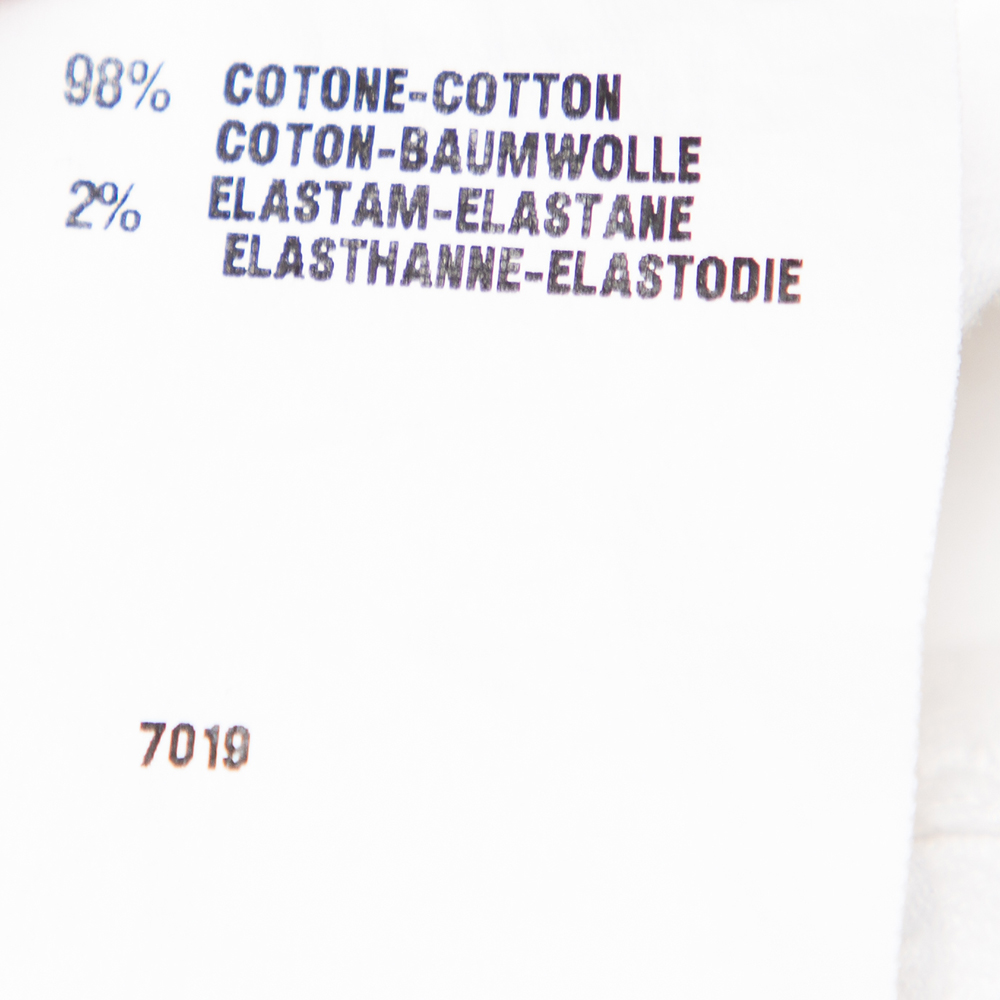 98% COTONE-COTTON
COTON-BAUMWOLLE
2% ELASTAM-ELASTANE
ELASTHANNE-ELASTODIE
7019